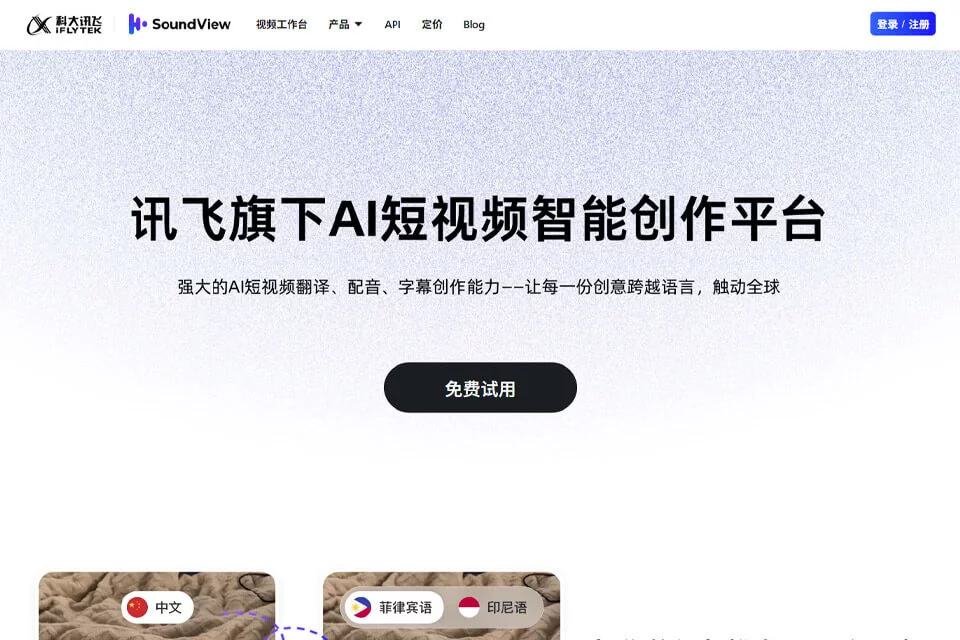 科大讯飞
iFLYTEK
SoundView
视频工作台
产品
API
定价
Blog
登录 / 注册
讯飞旗下AI短视频智能创作平台
强大的AI短视频翻译、配音、字幕创作能力——让每一份创意跨越语言，触动全球
免费试用
中文
菲律宾语
印尼语